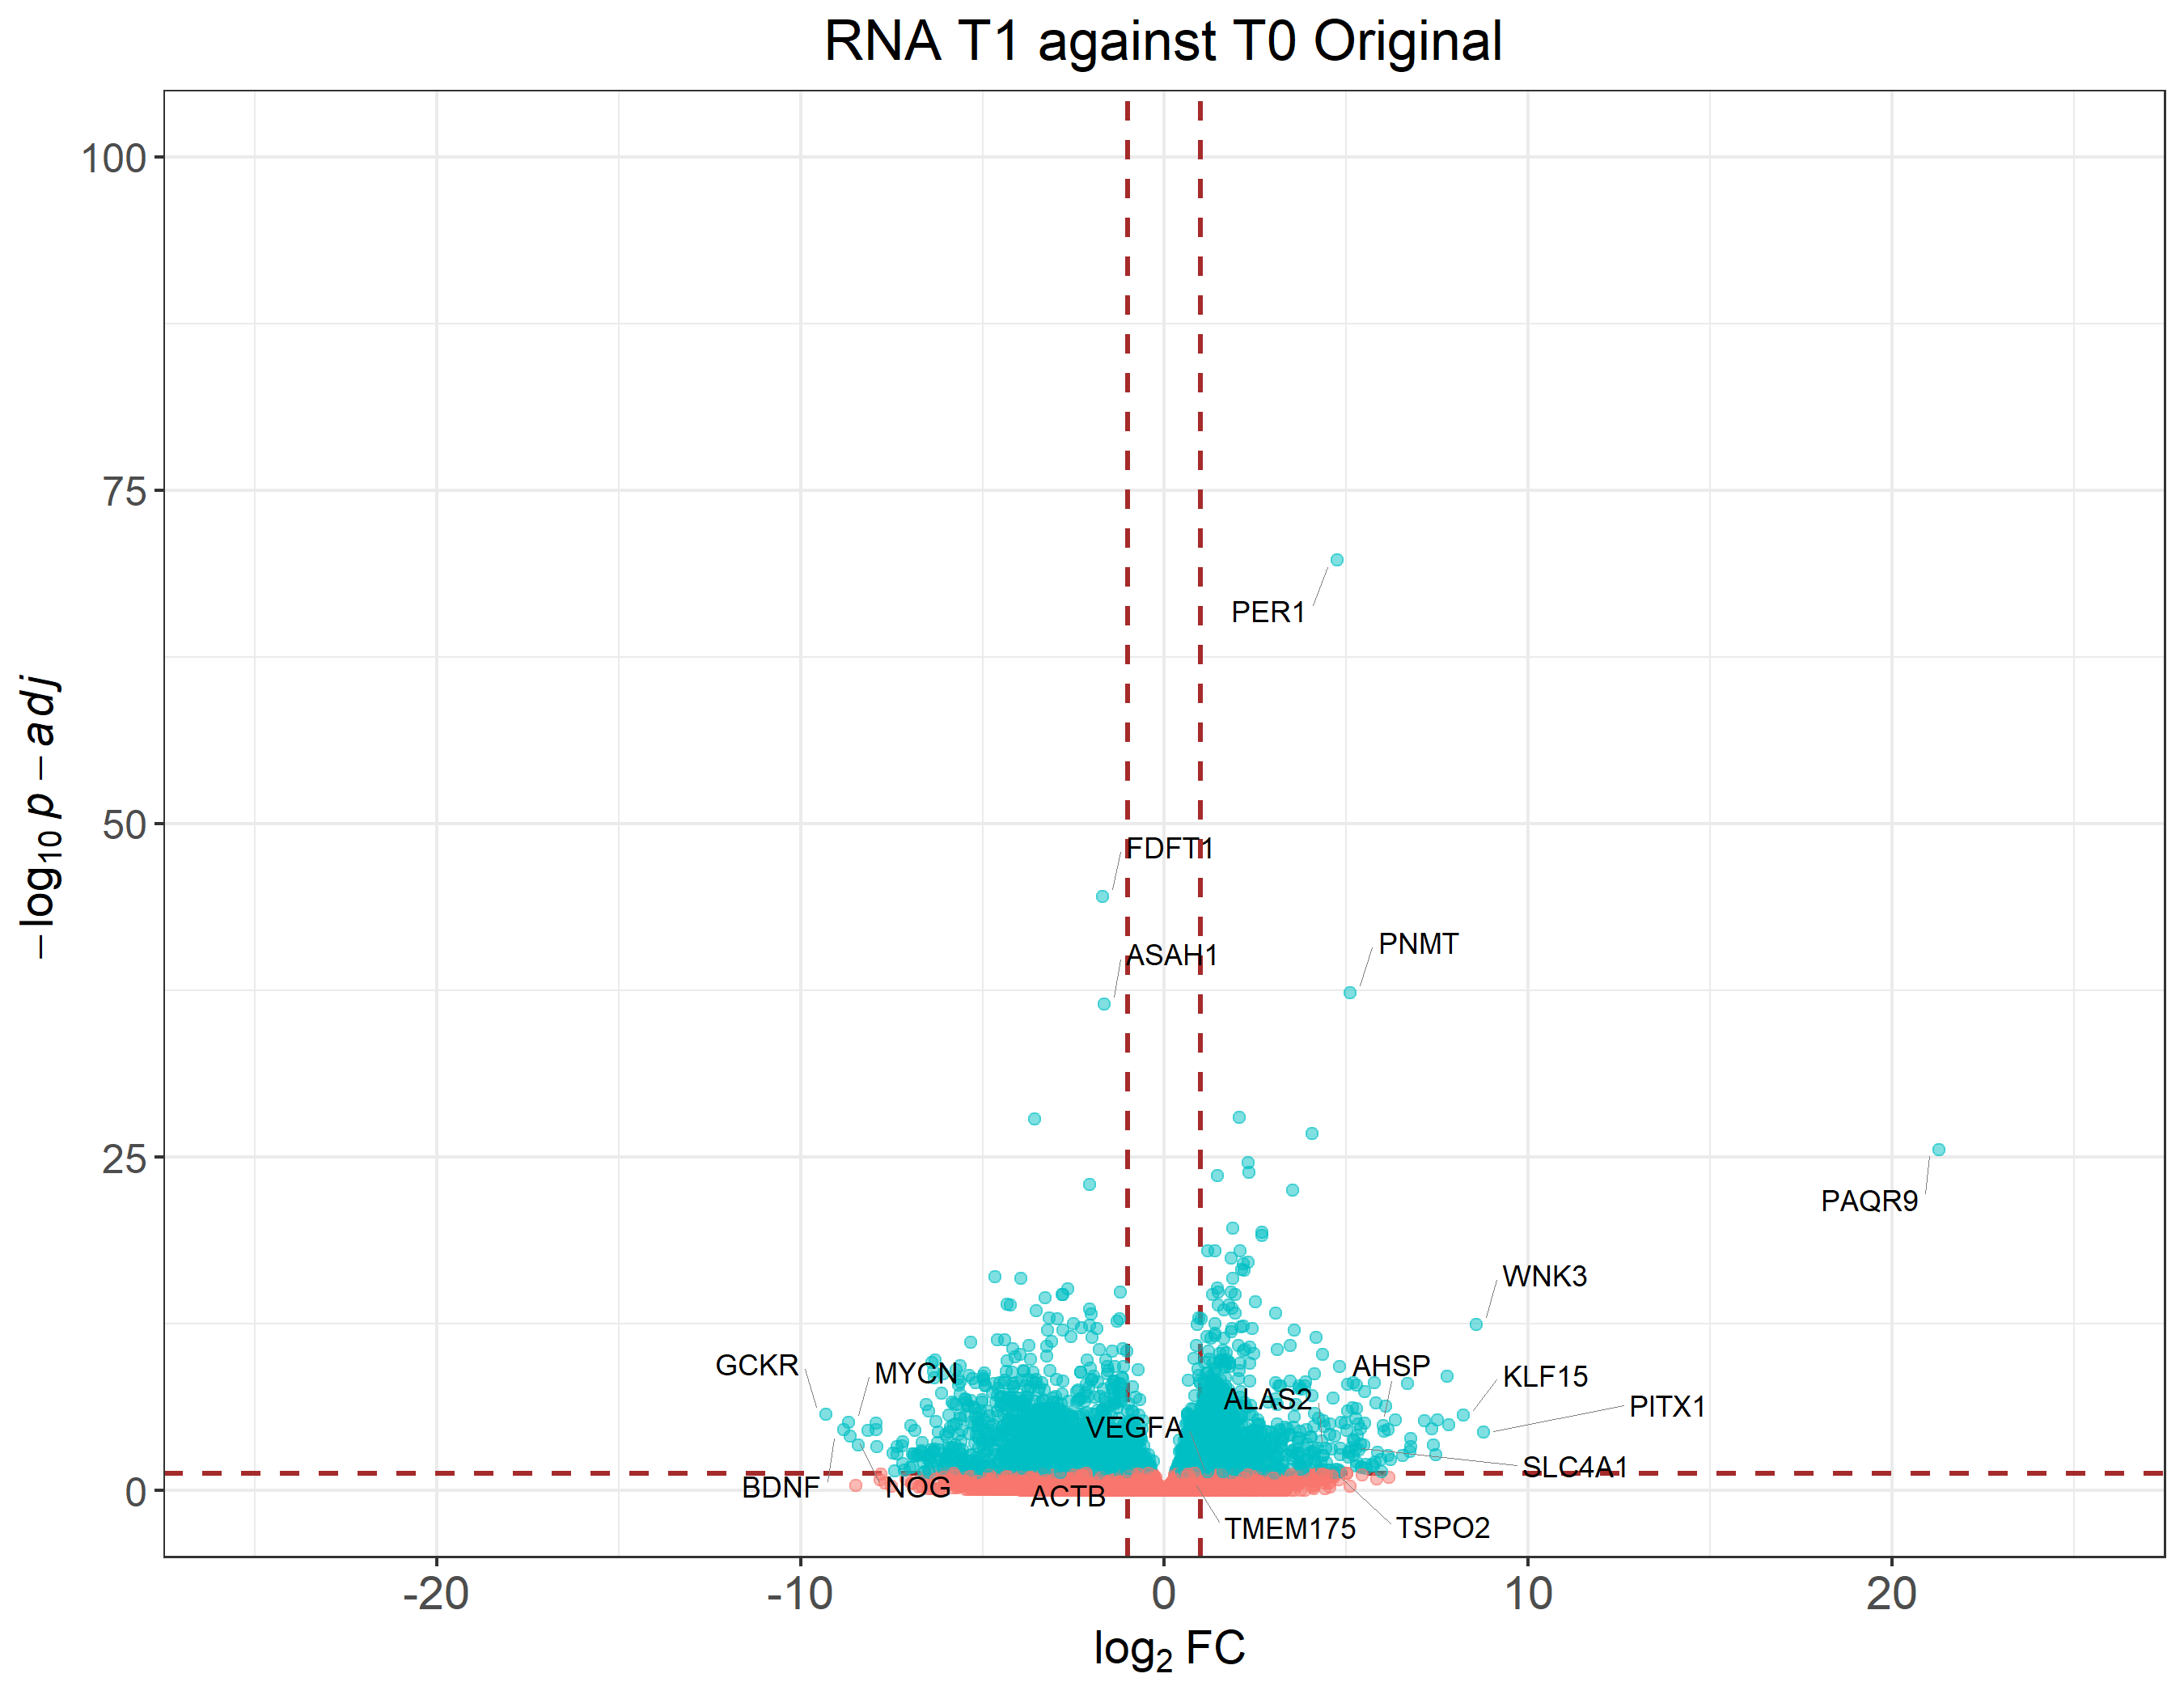 RNA T1 against T0 Original
−log10 p − adj
100
75
50
25
0
PER1
FDFT1
PNMT
ASAH1
PAQR9
WNK3
GCKR
MYCN
AHSP
KLF15
ALAS2
PITX1
VEGFA
SLC4A1
BDNF
NOG
ACTB
TMEM175
TSPO2
-20
-10
0
10
20
log2 FC